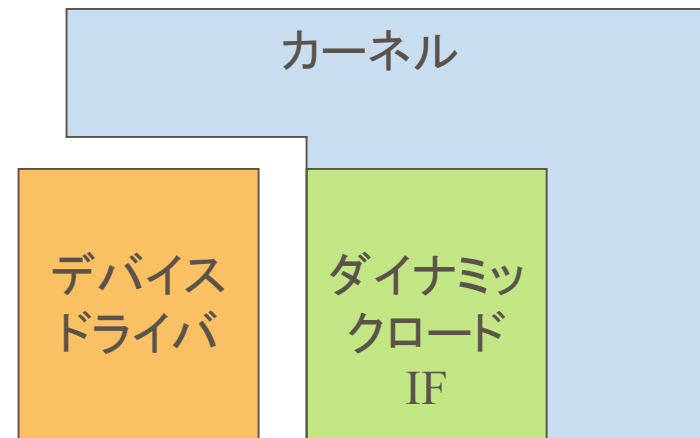 カーネル
デバイス
ドライバ
ダイナミッ
クロード
IF